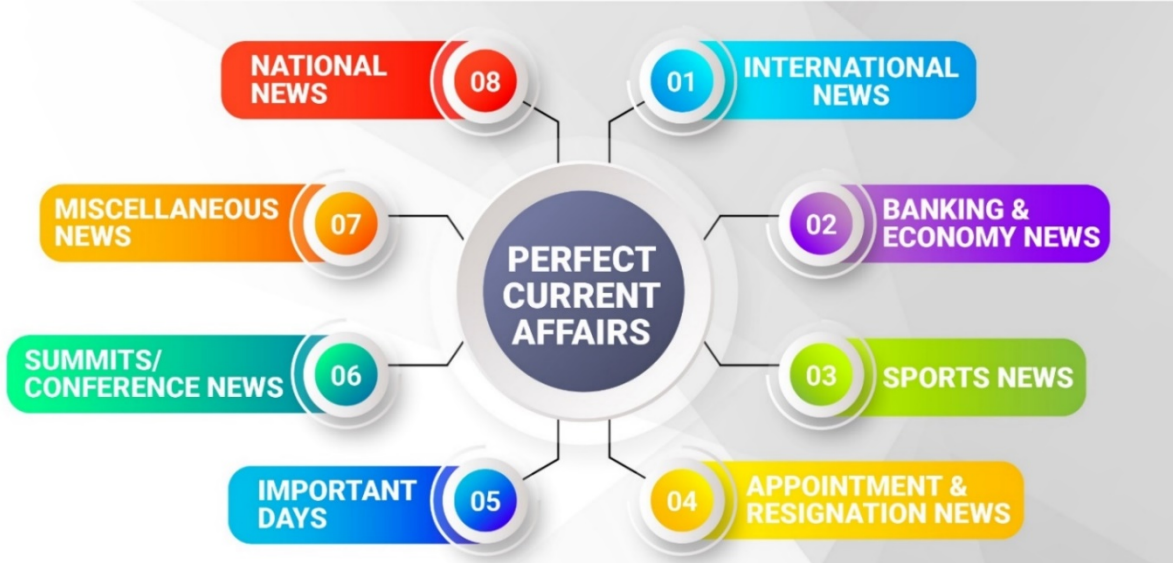 PERFECT
CURRENT
AFFAIRS
01
INTERNATIONAL
NEWS
02
BANKING &
ECONOMY NEWS
03
SPORTS NEWS
04
APPOINTMENT &
RESIGNATION NEWS
05
IMPORTANT
DAYS
06
SUMMITS/
CONFERENCE NEWS
07
MISCELLANEOUS
NEWS
08
NATIONAL
NEWS